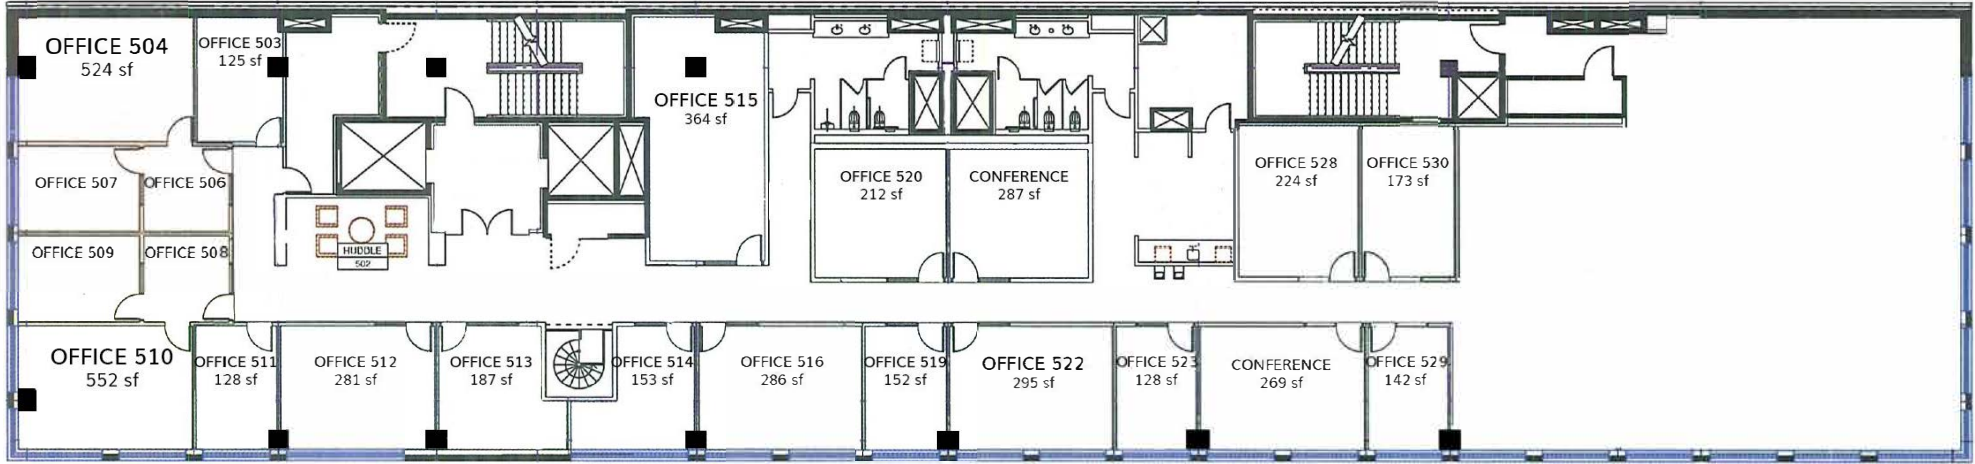 OFFICE 504
524 sf
OFFICE 503
125 sf
OFFICE 515
364 sf
OFFICE 507
OFFICE 506
OFFICE 520
212 sf
CONFERENCE
287 sf
OFFICE 528
224 sf
OFFICE 530
173 sf
OFFICE 509
OFFICE 508
HUDDLE
502
OFFICE 510
552 sf
OFFICE 511
128 sf
OFFICE 512
281 sf
OFFICE 513
187 sf
OFFICE 514
153 sf
OFFICE 516
286 sf
OFFICE 519
152 sf
OFFICE 522
295 sf
OFFICE 523
128 sf
CONFERENCE
269 sf
OFFICE 529
142 sf